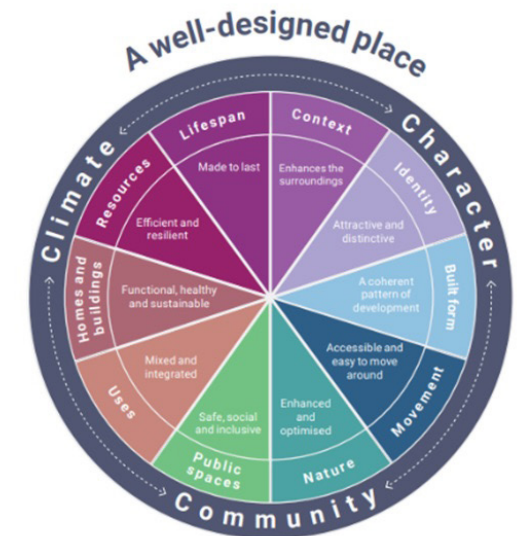 A well-designed place
Climate
Character
Community
Context
Enhances the
surroundings
Identity
Attractive and
distinctive
Built form
A coherent
pattern of
development
Movement
Accessible and
easy to move
around
Nature
Enhanced
and
optimised
Public
spaces
Safe, social
and inclusive
Uses
Mixed and
integrated
Homes and
buildings
Functional, healthy
and sustainable
Resources
Efficient and
resilient
Lifespan
Made to last